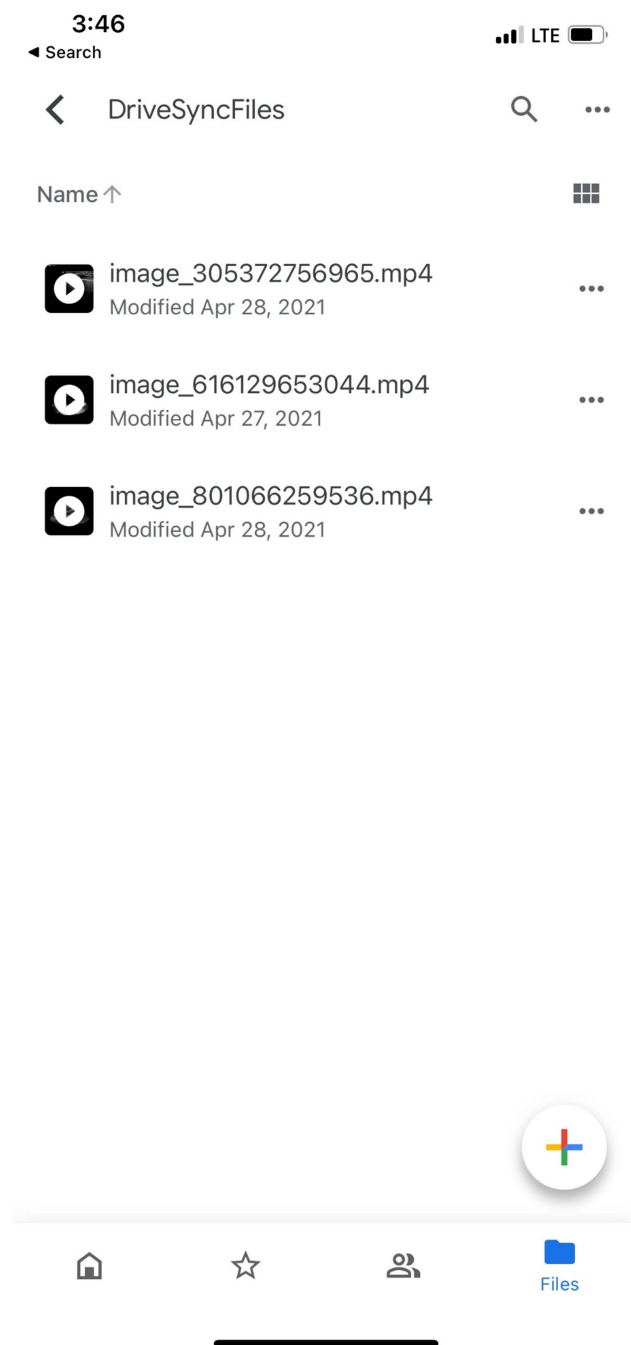 3:46
LTE
◀ Search
DriveSyncFiles
Name
image_305372756965.mp4
Modified Apr 28, 2021
image_616129653044.mp4
Modified Apr 27, 2021
image_801066259536.mp4
Modified Apr 28, 2021
Files